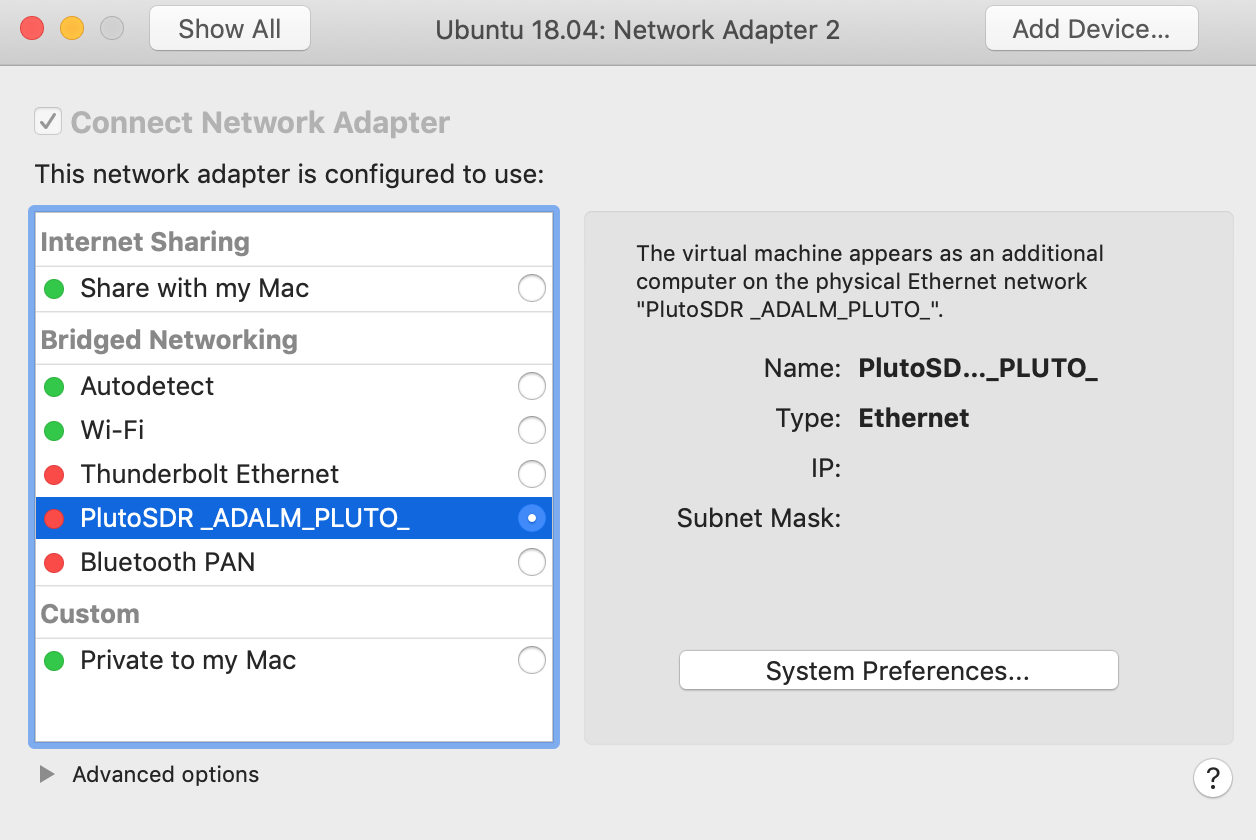 Show All
Ubuntu 18.04: Network Adapter 2
Add Device...
Connect Network Adapter
This network adapter is configured to use:
Internet Sharing
Share with my Mac
Bridged Networking
Autodetect
Wi-Fi
Thunderbolt Ethernet
PlutoSDR _ADALM_PLUTO_
Bluetooth PAN
Custom
Private to my Mac
The virtual machine appears as an additional
computer on the physical Ethernet network
"PlutoSDR _ADALM_PLUTO_".
Name: PlutoSD..._PLUTO_
Type: Ethernet
IP:
Subnet Mask:
System Preferences...
Advanced options
?